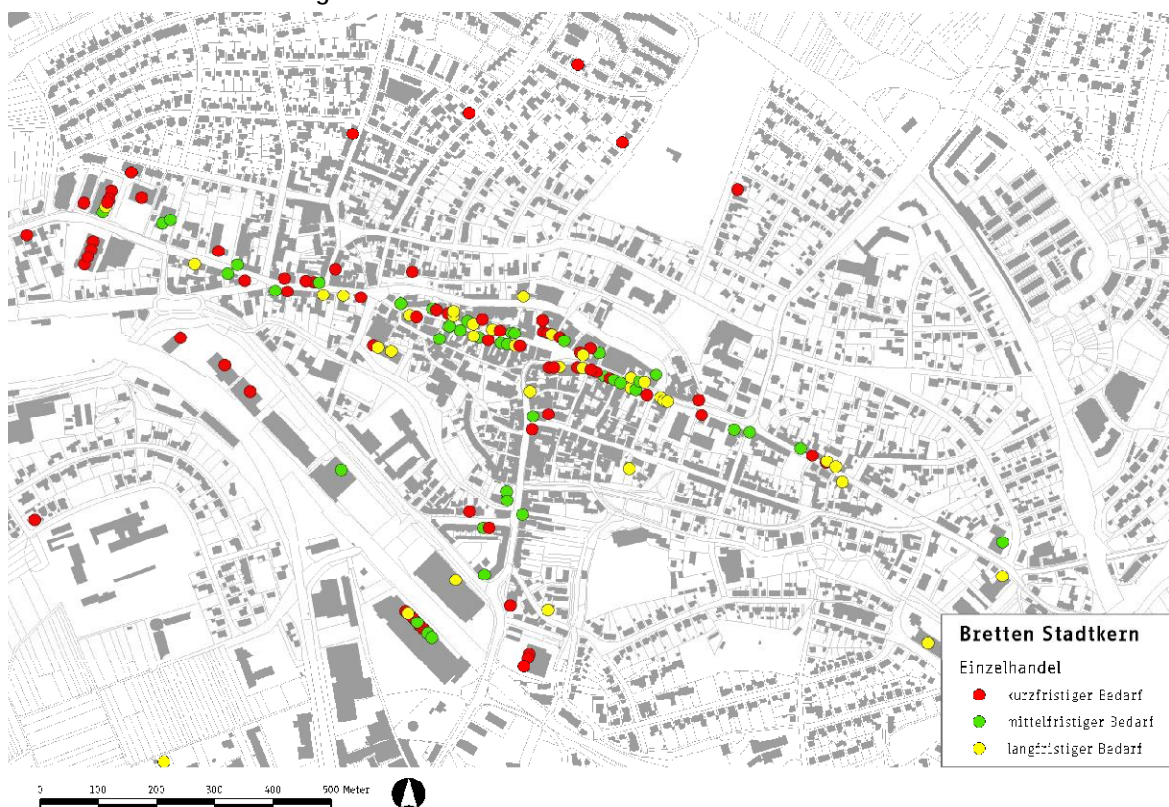 Bretten Stadtkern
Einzelhandel
kurzfristiger Bedarf
mittelfristiger Bedarf
langfristiger Bedarf
0 100 200 300 400 500 Meter